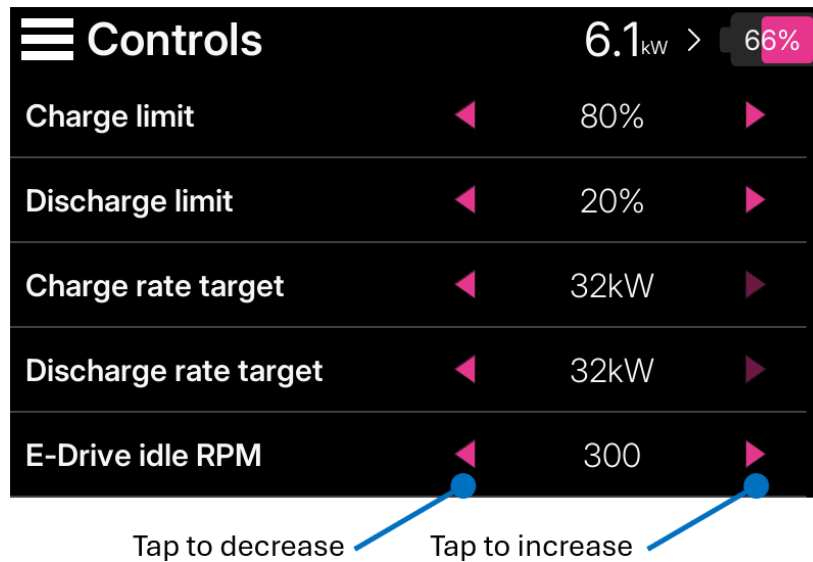 Controls 6.1kW > 66%
Charge limit 80%
Discharge limit 20%
Charge rate target 32kW
Discharge rate target 32kW
E-Drive idle RPM 300
Tap to decrease Tap to increase